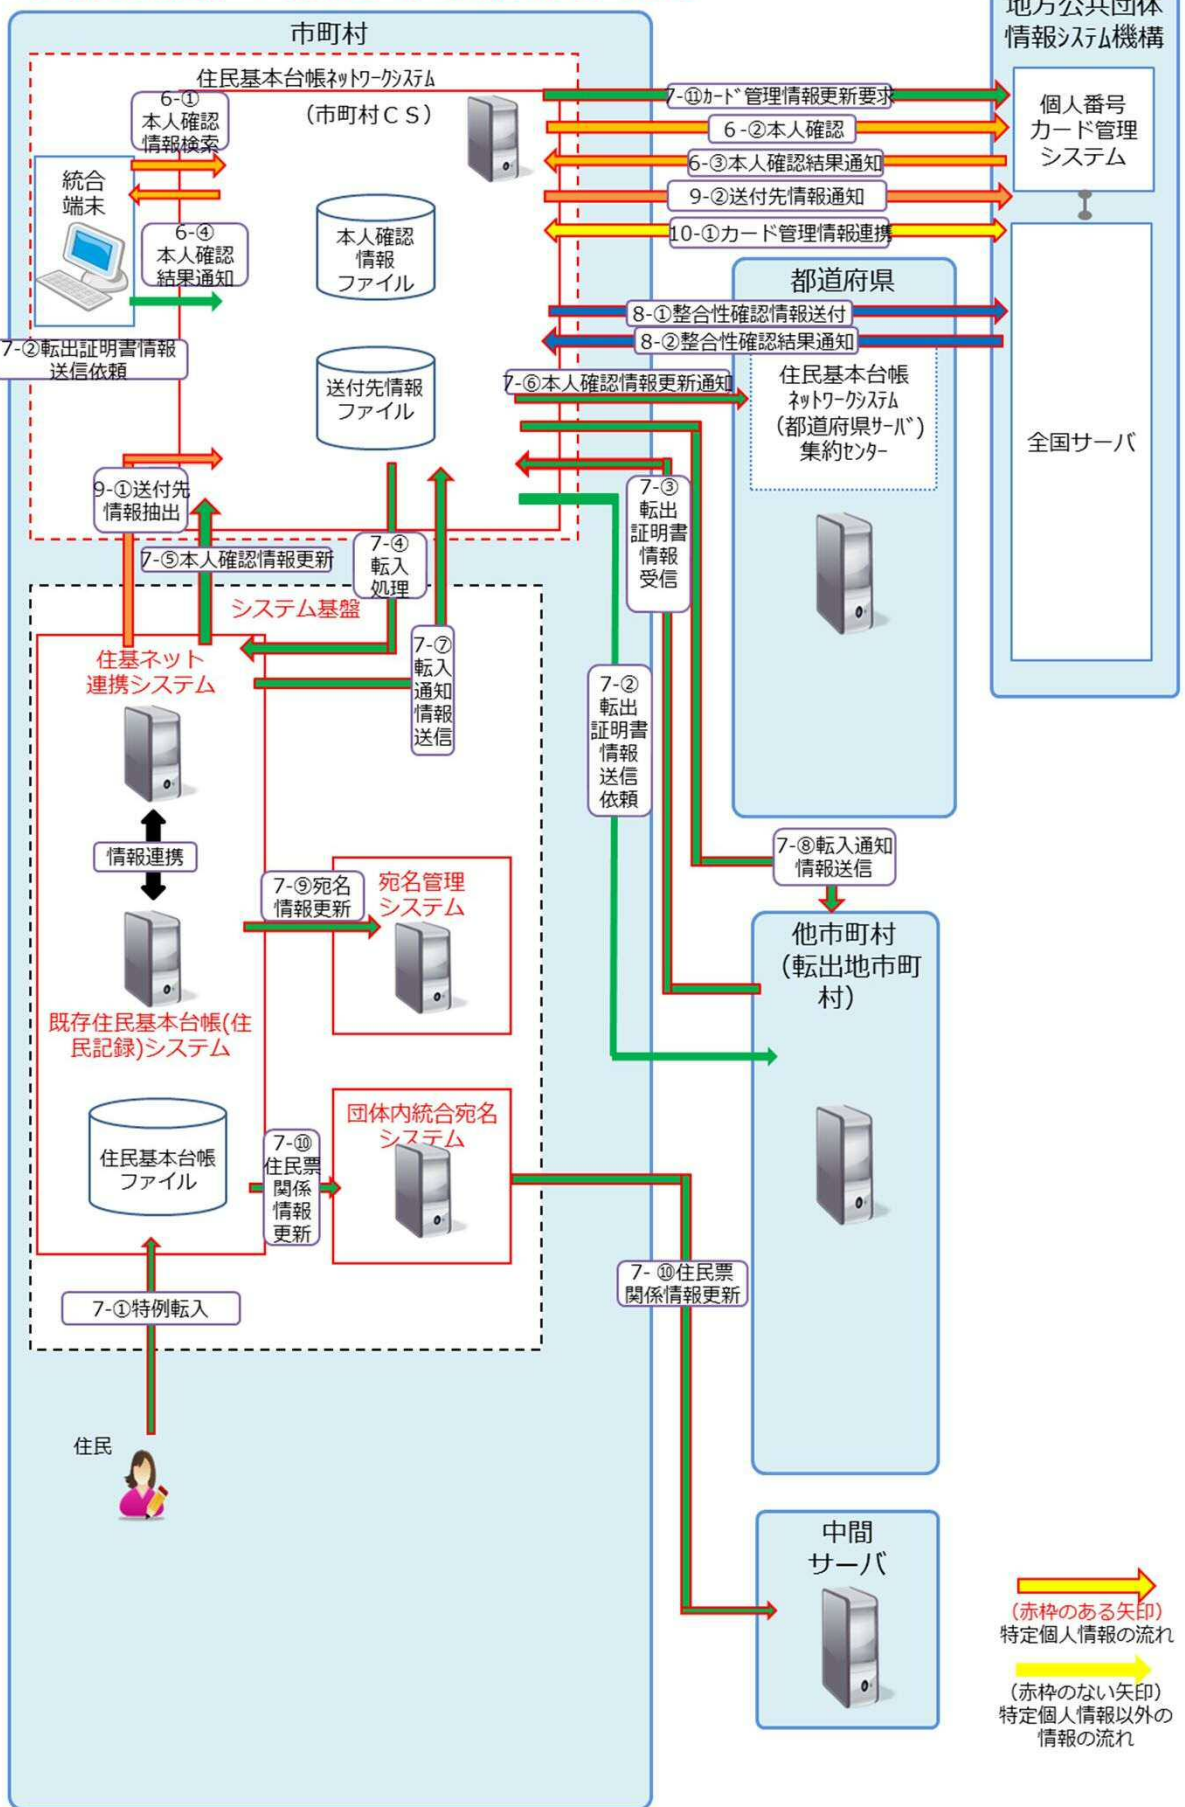 市町村
地方公共団体
情報システム機構
住民基本台帳ネットワークシステム
(市町村CS)
6-①
本人確認
情報検索
統合
端末
6-④
本人確認
結果通知
本人確認
情報
ファイル
7-②転出証明書情報
送信依頼
送付先情報
ファイル
7-⑪カード管理情報更新要求
6-②本人確認
6-③本人確認結果通知
9-②送付先情報通知
10-①カード管理情報連携
個人番号
カード管理
システム
都道府県
8-①整合性確認情報送付
8-②整合性確認結果通知
7-⑥本人確認情報更新通知
住民基本台帳
ネットワークシステム
(都道府県サーバ)
集約センター
全国サーバ
9-①送付先
情報抽出
7-⑤本人確認情報更新
7-④
転入
処理
7-③
転出
証明書
情報
受信
システム基盤
住基ネット
連携システム
7-⑦
転入
通知
情報
送信
7-②
転出
証明書
情報
送信
依頼
情報連携
7-⑨宛名
情報更新
宛名管理
システム
7-⑧転入通知
情報送信
他市町村
(転出地市町
村)
既存住民基本台帳(住
民記録)システム
住民基本台帳
ファイル
7-⑩
住民票
関係
情報
更新
団体内統合宛名
システム
7- ⑩住民票
関係情報更新
7-①特例転入
住民
中間
サーバ
(赤枠のある矢印)
特定個人情報の流れ
(赤枠のない矢印)
特定個人情報以外の
情報の流れ